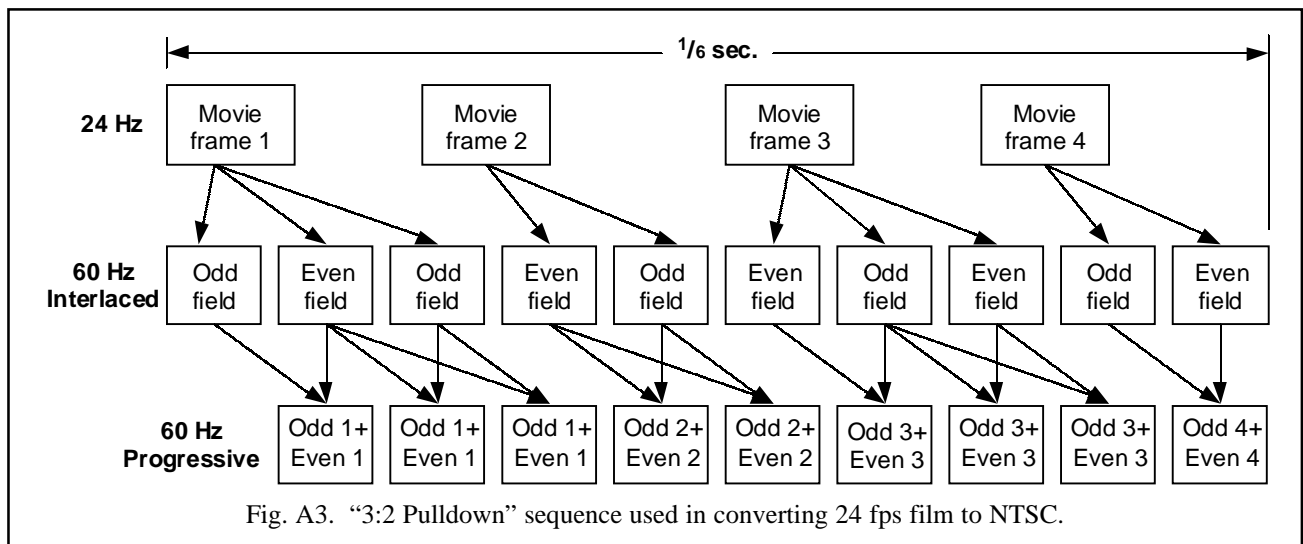 1/6 sec.
24 Hz
Movie
frame 1
Movie
frame 2
Movie
frame 3
Movie
frame 4
60 Hz
Interlaced
Odd
field
Even
field
Odd
field
Even
field
Odd
field
Even
field
Odd
field
Even
field
Odd
field
Even
field
60 Hz
Progressive
Odd 1+
Even 1
Odd 1+
Even 1
Odd 1+
Even 1
Odd 2+
Even 2
Odd 2+
Even 2
Odd 3+
Even 3
Odd 3+
Even 3
Odd 3+
Even 3
Odd 4+
Even 4
Fig. A3. “3:2 Pulldown” sequence used in converting 24 fps film to NTSC.